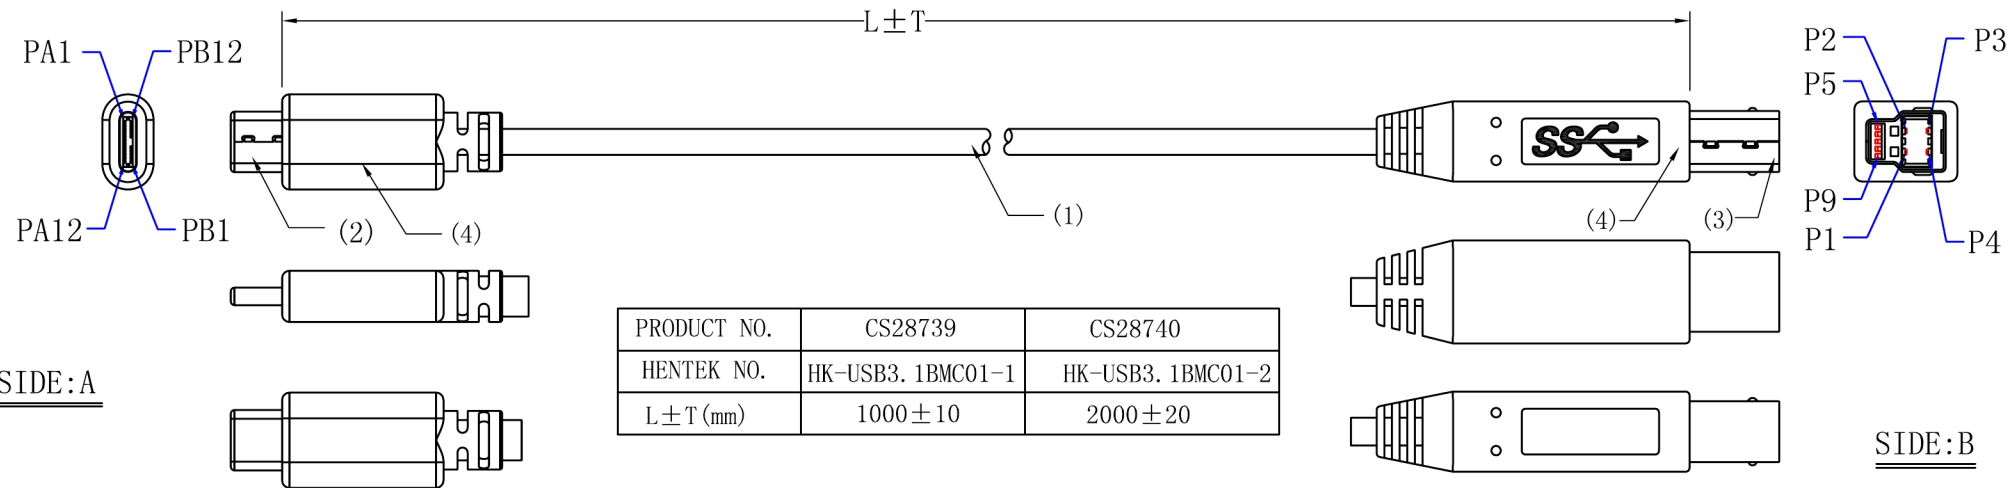 L±T
PA1
PB12
PA12
PB1
(2)
(4)
(1)
SS
(4)
(3)
P2
P3
P5
P9
P1
P4
PRODUCT NO. CS28739 CS28740
HENTEK NO. HK-USB3.1BMC01-1 HK-USB3.1BMC01-2
L±T(mm) 1000±10 2000±20
SIDE:A
SIDE:B